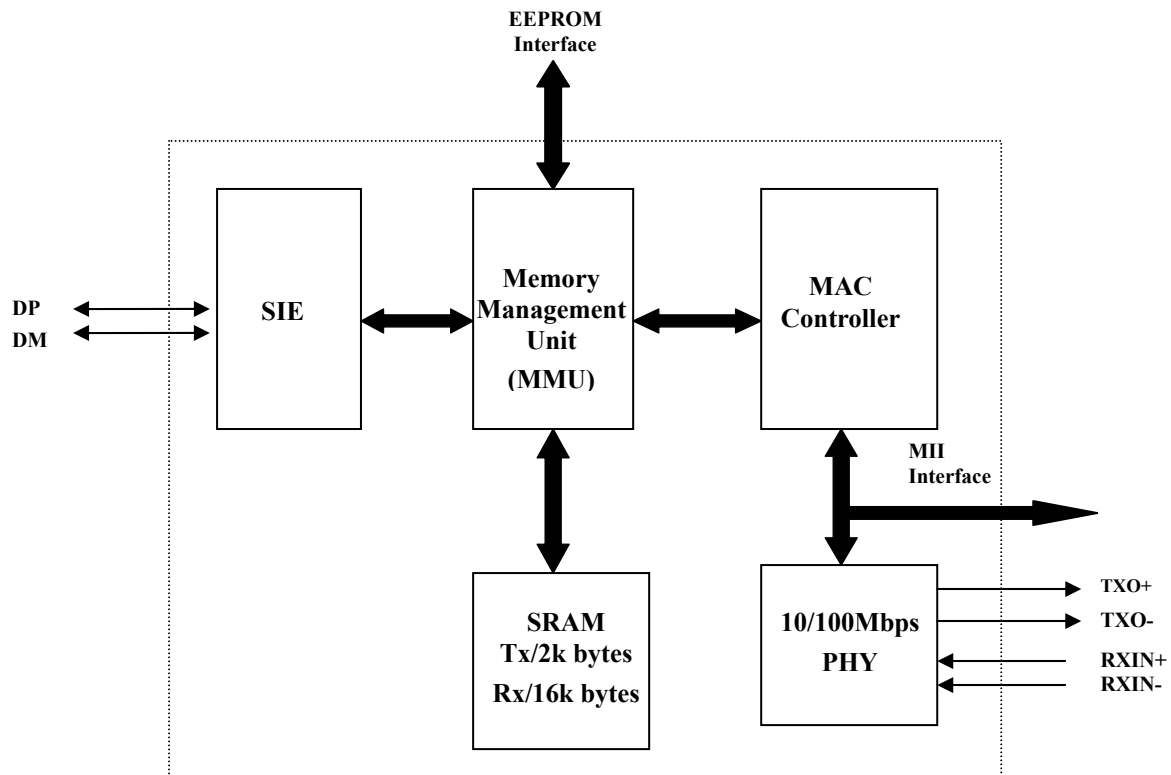 EEPROM
Interface
SIE
Memory
Management
Unit
(MMU)
MAC
Controller
DP
DM
MII
Interface
SRAM
Tx/2k bytes
Rx/16k bytes
10/100Mbps
PHY
TXO+
TXO-
RXIN+
RXIN-